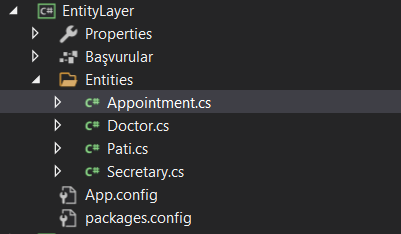 C# EntityLayer
Properties
Başvurular
Entities
C# Appointment.cs
C# Doctor.cs
C# Pati.cs
C# Secretary.cs
App.config
packages.config